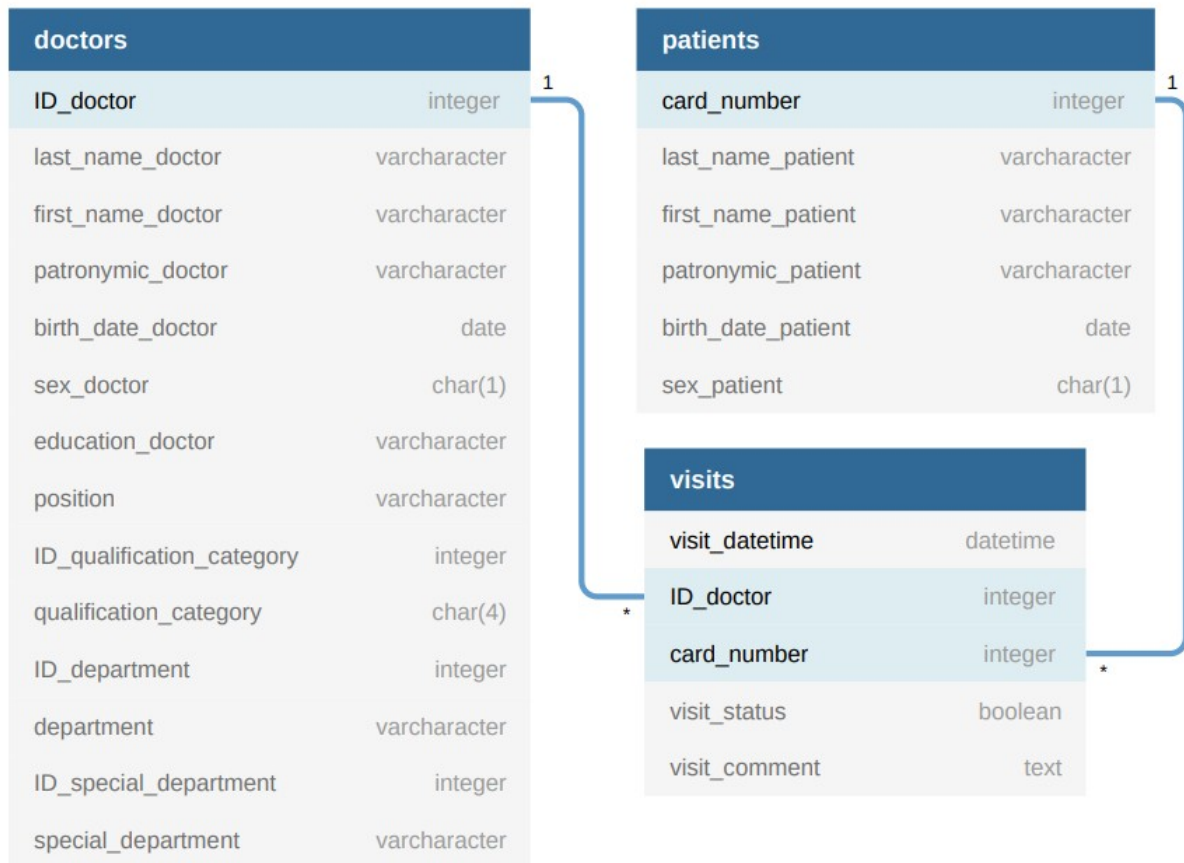 doctors
ID_doctor integer
last_name_doctor varcharacter
first_name_doctor varcharacter
patronymic_doctor varcharacter
birth_date_doctor date
sex_doctor char(1)
education_doctor varcharacter
position varcharacter
ID_qualification_category integer
qualification_category char(4)
ID_department integer
department varcharacter
ID_special_department integer
special_department varcharacter
1
*
patients
card_number integer
last_name_patient varcharacter
first_name_patient varcharacter
patronymic_patient varcharacter
birth_date_patient date
sex_patient char(1)
1
*
visits
visit_datetime datetime
ID_doctor integer
card_number integer
visit_status boolean
visit_comment text